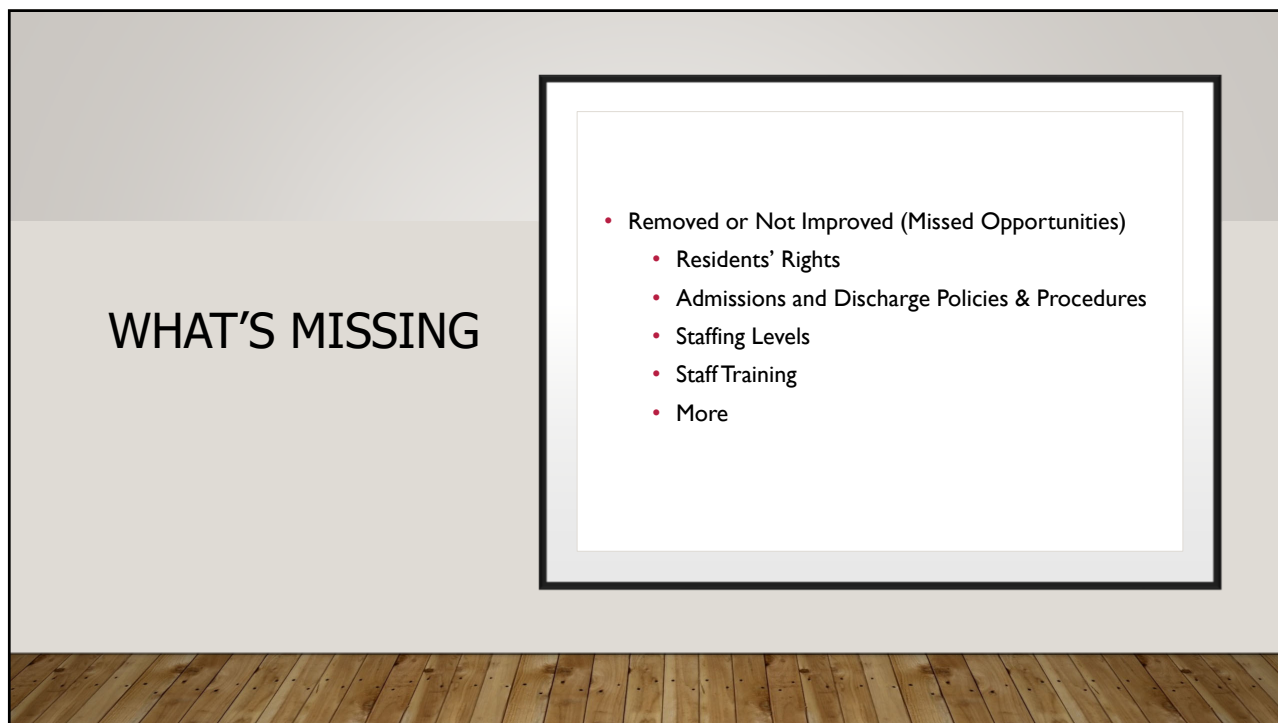 WHAT’S MISSING
• Removed or Not Improved (Missed Opportunities)
• Residents’ Rights
• Admissions and Discharge Policies & Procedures
• Staffing Levels
• Staff Training
• More